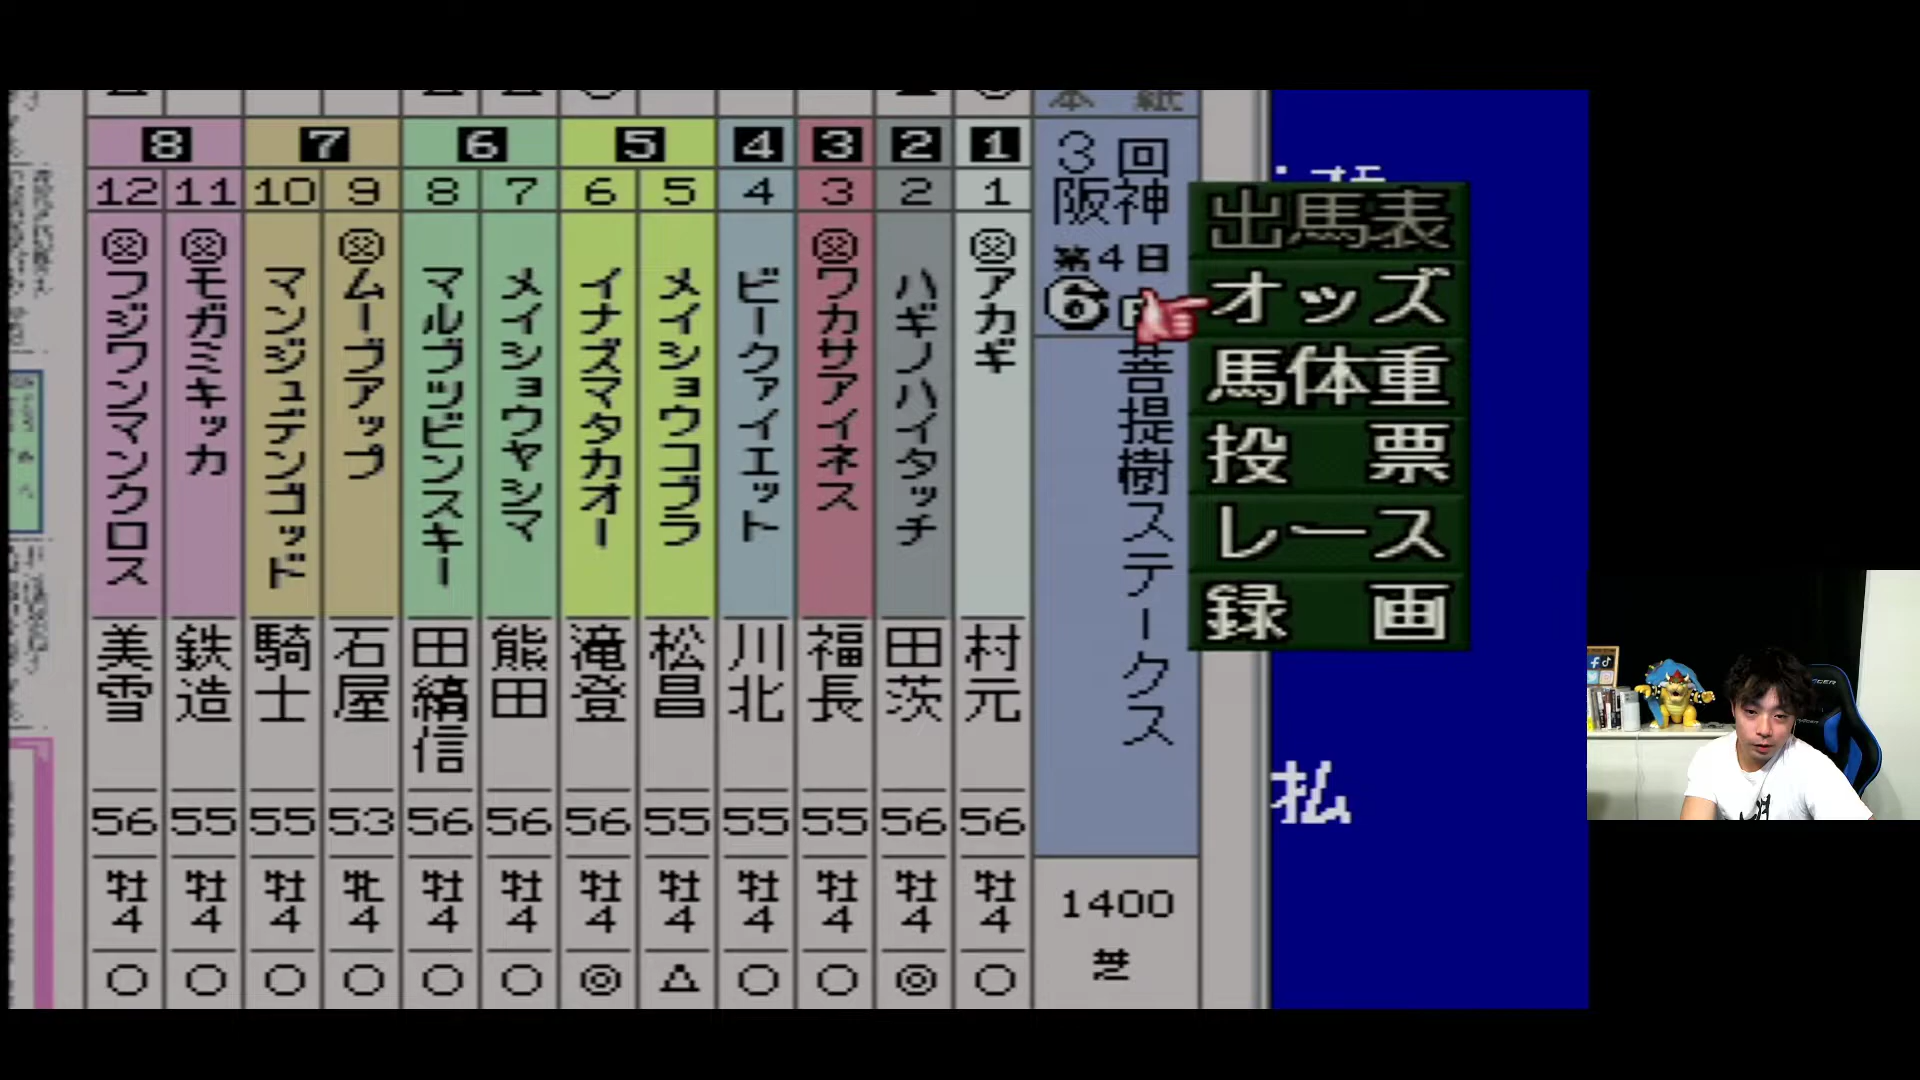 本 紙
3回
阪神
第4日
6
菩提樹ステークス
1400
芝
8 7 6 5 4 3 2 1
12 11 10 9 8 7 6 5 4 3 2 1
父アカギ
ハギノハイタッチ
父ワカサアイネス
ビークァイエット
メイショウコブラ
イナズマタカオー
メイショウヤシマ
マルブツビンスキー
父ムーブアップ
マンジュデンゴッド
父モガミキッカ
父フジワンマンクロス
村元
田茨
福長
川北
松昌
滝登
熊田
田縞信
石屋
騎士
鉄造
美雪
56 55 55 53 56 56 56 55 55 55 56 56
牡4 牡4 牡4 牝4 牡4 牡4 牡4 牡4 牡4 牡4 牡4 牡4
○ ○ ○ ○ ○ ○ ◎ △ ○ ○ ◎ ○
出馬表
オッズ
馬体重
投 票
レース
録 画
払